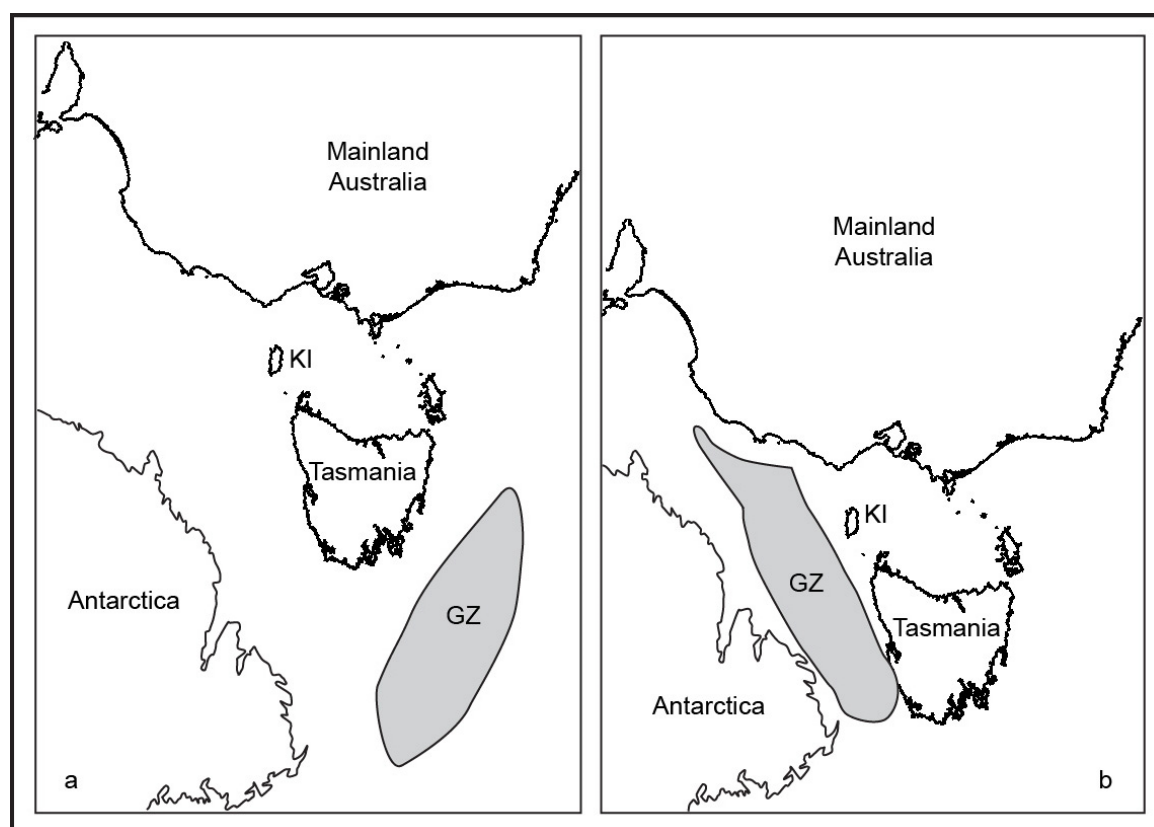 Mainland
Australia
KI
Tasmania
Antarctica
GZ
a
Mainland
Australia
KI
GZ
Tasmania
Antarctica
b